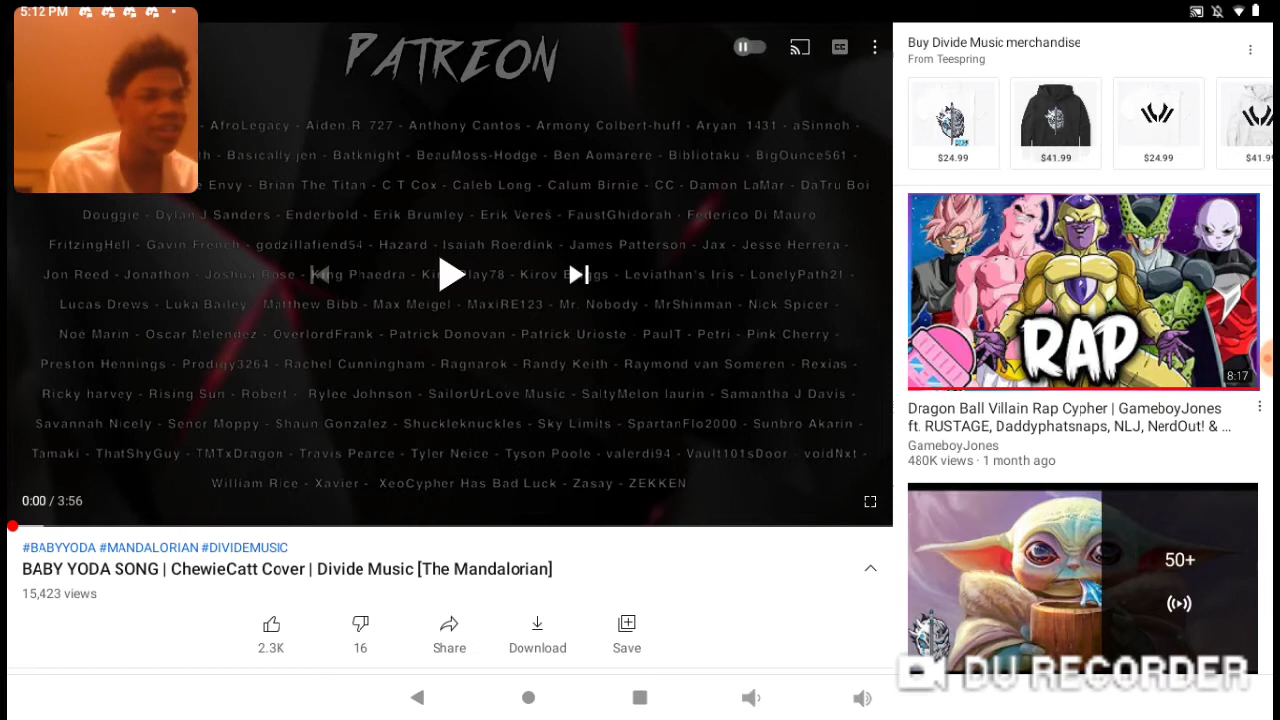 5:12 PM
PATREON
- AfroLegacy - Aiden.R_727 - Anthony Cantos - Armony Colbert-huff - Aryan_1431 - aSinnoh -
- Basically jen - Batknight - BeauMoss-Hodge - Ben Aomarere - Bibliotaku - BigOunce561 -
Envy - Brian The Titan - C T Cox - Caleb Long - Calum Birnie - CC - Damon LaMar - DaTru Boi
Douggie - Dylan J Sanders - Enderbold - Erik Brumley - Erik Veres - FaustGhidorah - Federico Di Mauro
FritzingHell - Gavin French - godzillafiend54 - Hazard - Isaiah Roerdink - James Patterson - Jax - Jesse Herrera -
Jon Reed - Jonathon - Joshua Rose - King Phaedra - - Kirov - Leviathan's Iris - LonelyPath21 -
Lucas Drews - Luka Bailey - Matthew Bibb - Max Meigel - MaxiRE123 - Mr. Nobody - MrShinman - Nick Spicer -
Noé Marin - Oscar Melendez - OverlordFrank - Patrick Donovan - Patrick Urioste - PaulT - Petri - Pink Cherry -
Preston Hennings - Prodigy3264 - Rachel Cunningham - Ragnarok - Randy Keith - Raymond van Someren - Rexias -
Ricky harvey - Rising Sun - Robert - Rylee Johnson - SailorUrLove Music - SaltyMelon laurin - Samantha J Davis -
Savannah Nicely - Senor Moppy - Shaun Gonzalez - Shuckleknuckles - Sky Limits - SpartanFlo2000 - Sunbro Akarin -
Tamaki - ThatShyGuy - TMTxDragon - Travis Pearce - Tyler Neice - Tyson Poole - valerdi94 - Vault101sDoor - voidNxt -
William Rice - Xavier - XeoCypher Has Bad Luck - Zasay - ZEKKEN
CC
0:00 / 3:56
#BABYYODA #MANDALORIAN #DIVIDEMUSIC
BABY YODA SONG | ChewieCatt Cover | Divide Music [The Mandalorian]
15,423 views
2.3K
16
Share
Download
Save
Buy Divide Music merchandise
From Teespring
$24.99
$41.99
$24.99
$41.9
RAP
8:17
Dragon Ball Villain Rap Cypher | GameboyJones
ft. RUSTAGE, Daddyphatsnaps, NLJ, NerdOut! & ...
GameboyJones
480K views · 1 month ago
50+
DU RECORDER